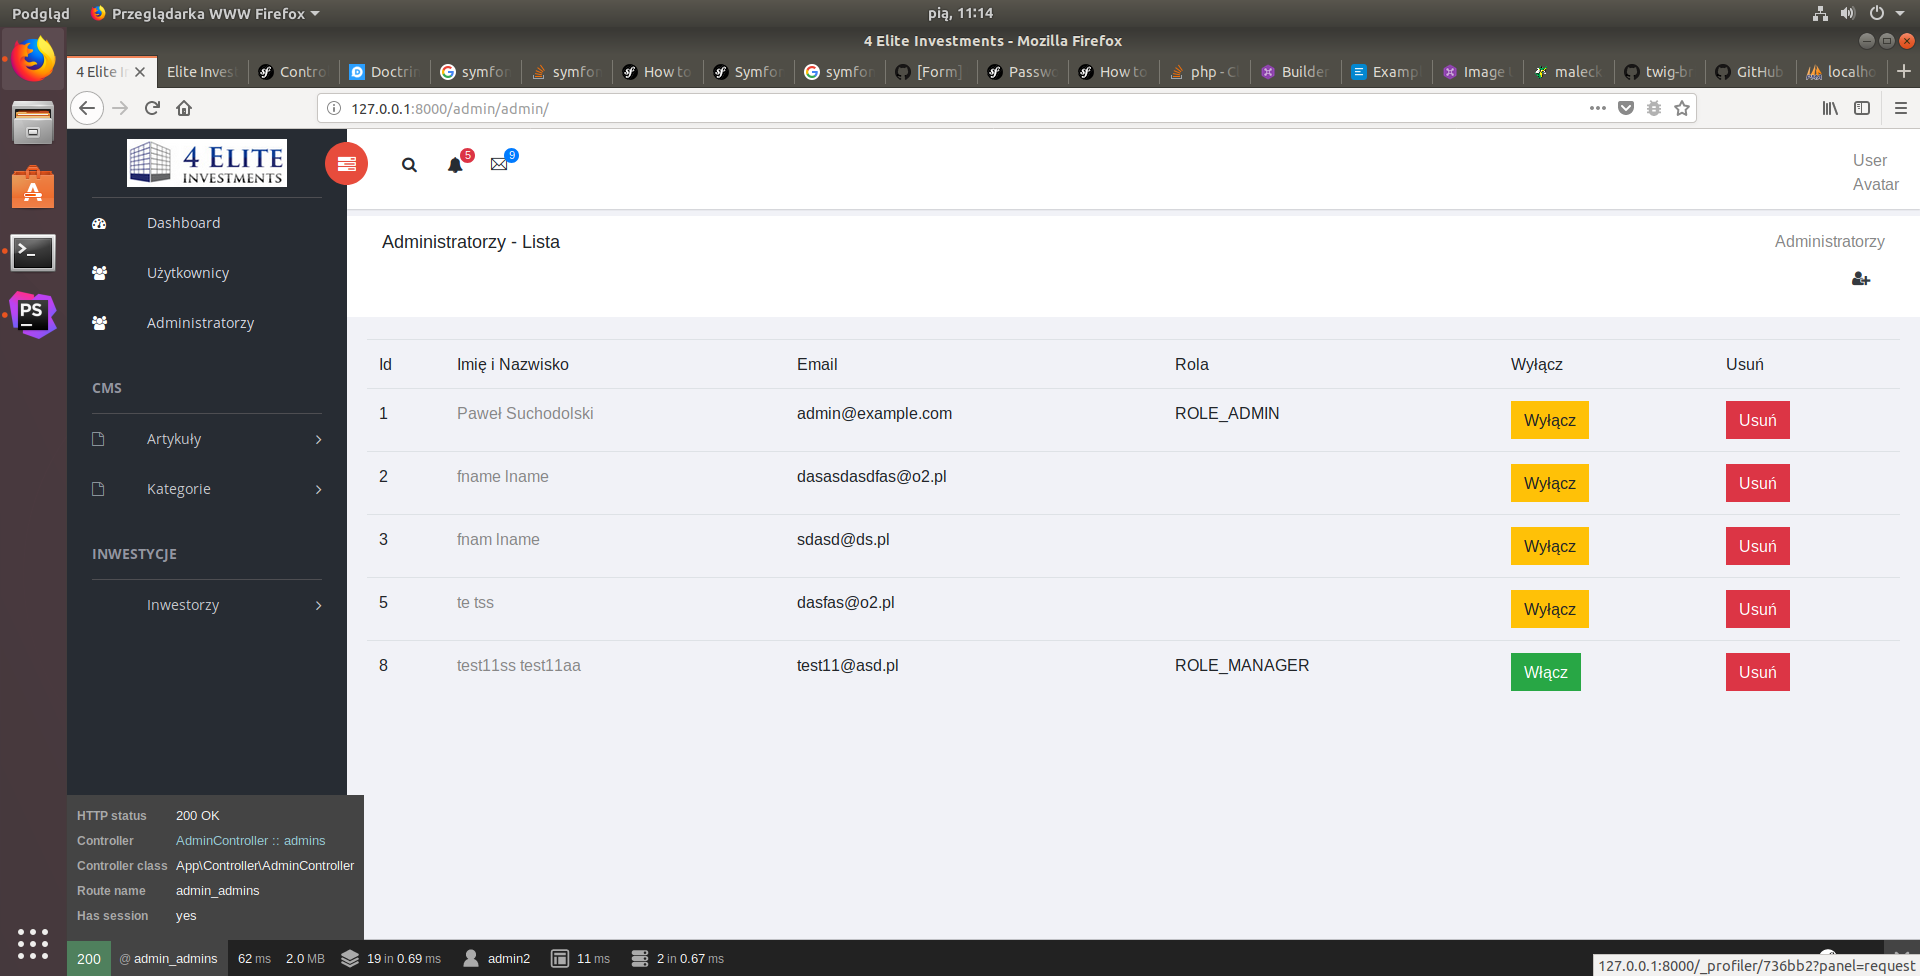 Podgląd Przeglądarka WWW Firefox pią, 11:14
4 Elite Investments - Mozilla Firefox
4 Elite Elite Inves Contro Doctrin symfo symfo How to Symfo symfo [Form] Passw How to php - C Builder Examp Image maleck twig-b GitHub localho
127.0.0.1:8000/admin/admin/
4 ELITE
INVESTMENTS
5
9
User
Avatar
Dashboard
Użytkownicy
Administratorzy
CMS
Artykuły
Kategorie
INWESTYCJE
Inwestorzy
Administratorzy - Lista
Administratorzy
Id Imię i Nazwisko Email Rola Wyłącz Usuń
1 Paweł Suchodolski admin@example.com ROLE_ADMIN Wyłącz Usuń
2 fname lname dasasdasdfas@o2.pl Wyłącz Usuń
3 fnam lname sdasd@ds.pl Wyłącz Usuń
5 te tss dasfas@o2.pl Wyłącz Usuń
8 test11ss test11aa test11@asd.pl ROLE_MANAGER Włącz Usuń
HTTP status 200 OK
Controller AdminController :: admins
Controller class App\Controller\AdminController
Route name admin_admins
Has session yes
200 @ admin_admins 62 ms 2.0 MB 19 in 0.69 ms admin2 11 ms 2 in 0.67 ms
127.0.0.1:8000/_profiler/736bb2?panel=request
PS